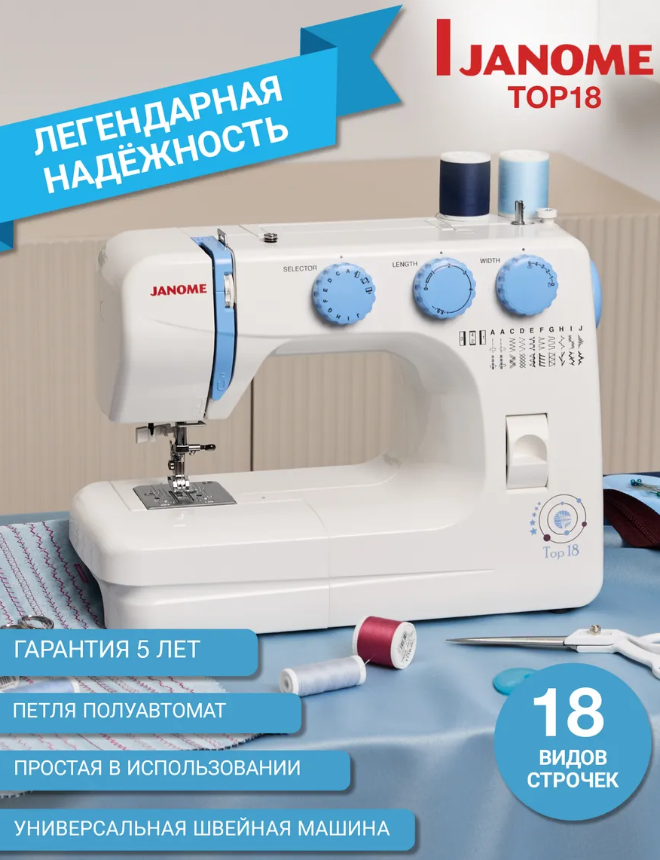 ЛЕГЕНДАРНАЯ
НАДЁЖНОСТЬ
JANOME
TOP18
JANOME
SELECTOR
LENGTH
WIDTH
A A C D E F G H I J
Top 18
ГАРАНТИЯ 5 ЛЕТ
ПЕТЛЯ ПОЛУАВТОМАТ
ПРОСТАЯ В ИСПОЛЬЗОВАНИИ
УНИВЕРСАЛЬНАЯ ШВЕЙНАЯ МАШИНА
18
ВИДОВ
СТРОЧЕК